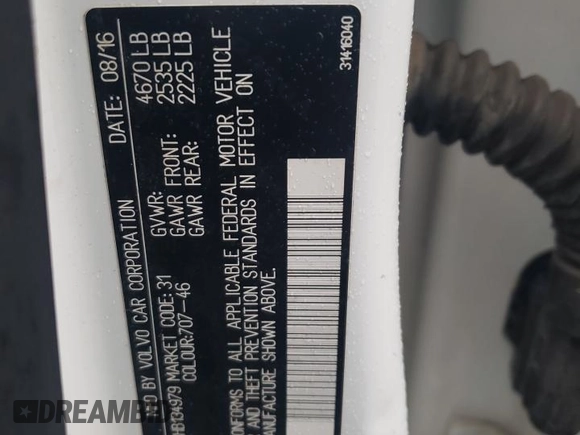 BY VOLVO CAR CORPORATION DATE: 08/16
GVWR: 4670 LB
GAWR FRONT: 2535 LB
GAWR REAR: 2225 LB
MARKET CODE: 31
COLOUR:707-46
CONFORMS TO ALL APPLICABLE FEDERAL MOTOR VEHICLE
AND THEFT PREVENTION STANDARDS IN EFFECT ON
MANUFACTURE SHOWN ABOVE.
31416040
DREAMBID